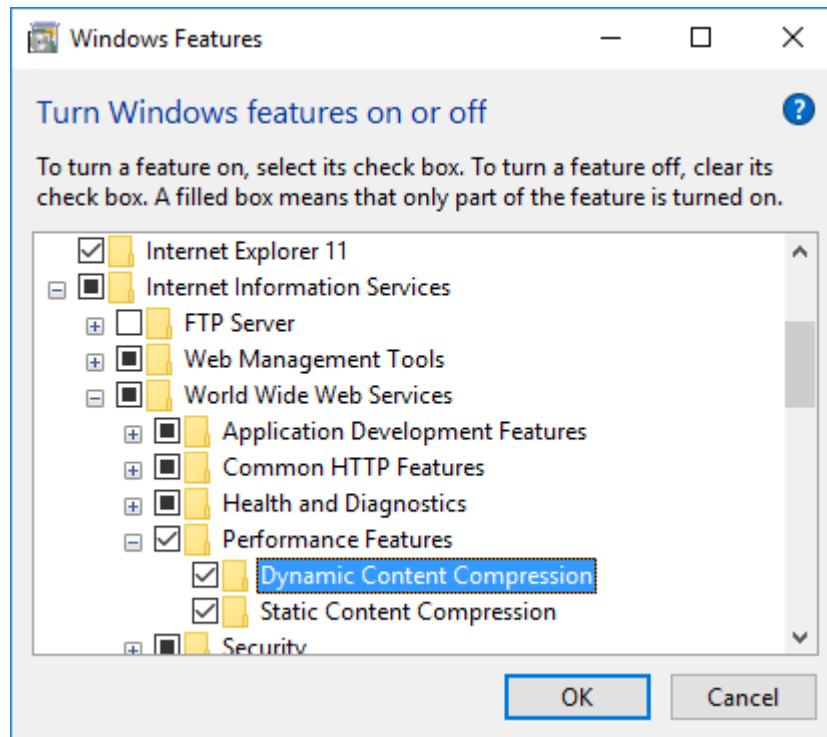 Windows Features
Turn Windows features on or off
?
To turn a feature on, select its check box. To turn a feature off, clear its
check box. A filled box means that only part of the feature is turned on.
Internet Explorer 11
Internet Information Services
FTP Server
Web Management Tools
World Wide Web Services
Application Development Features
Common HTTP Features
Health and Diagnostics
Performance Features
Dynamic Content Compression
Static Content Compression
Security
OK Cancel